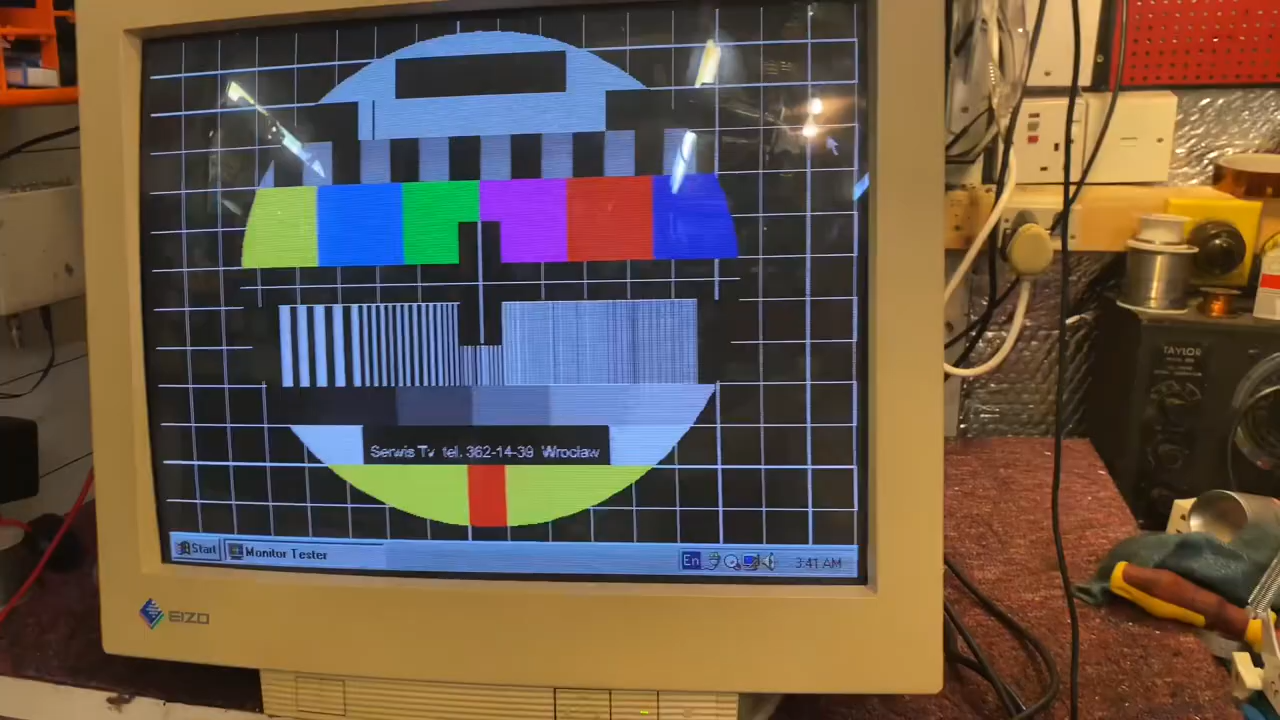 Serwis Tv tel. 362-14-39 Wroclaw
Start
Monitor Tester
En
3:41 AM
EIZO
TAYLOR